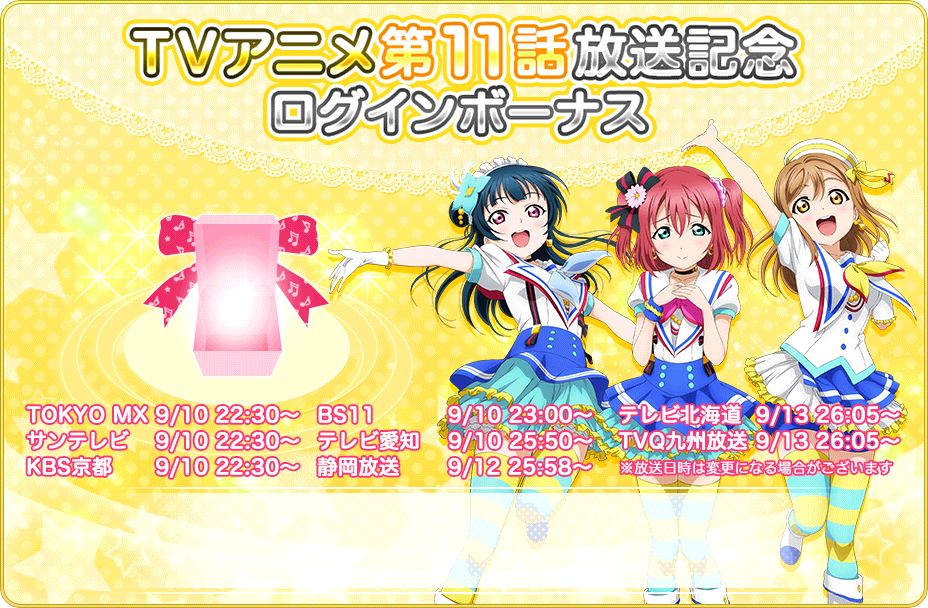 TVアニメ第11話放送記念
ログインボーナス
TOKYO MX 9/10 22:30～ BS11 9/10 23:00～ テレビ北海道 9/13 26:05～
サンテレビ 9/10 22:30～ テレビ愛知 9/10 25:50～ TVQ九州放送 9/13 26:05～
KBS京都 9/10 22:30～ 静岡放送 9/12 25:58～ ※放送日時は変更になる場合がございます